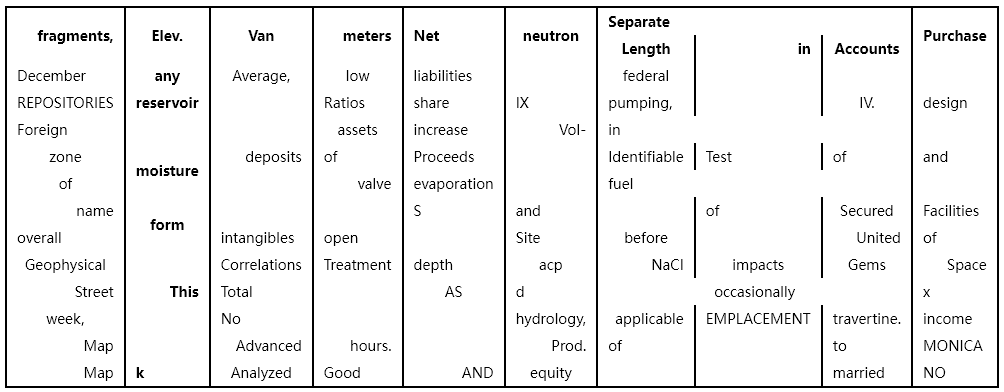 Separate
fragments, Elev. Van meters Net neutron Purchase
Length in Accounts
December any Average, low liabilities federal
REPOSITORIES reservoir Ratios share IX pumping, IV. design
Foreign assets increase Vol- in
zone deposits of Proceeds Identifiable Test of and
moisture
of valve evaporation fuel
name S and of Secured Facilities
form
overall intangibles open Site before United of
Geophysical Correlations Treatment depth acp NaCl impacts Gems Space
Street This Total AS d occasionally x
week, No hydrology, applicable EMPLACEMENT travertine. income
Map Advanced hours. Prod. of to MONICA
Map k Analyzed Good AND equity married NO